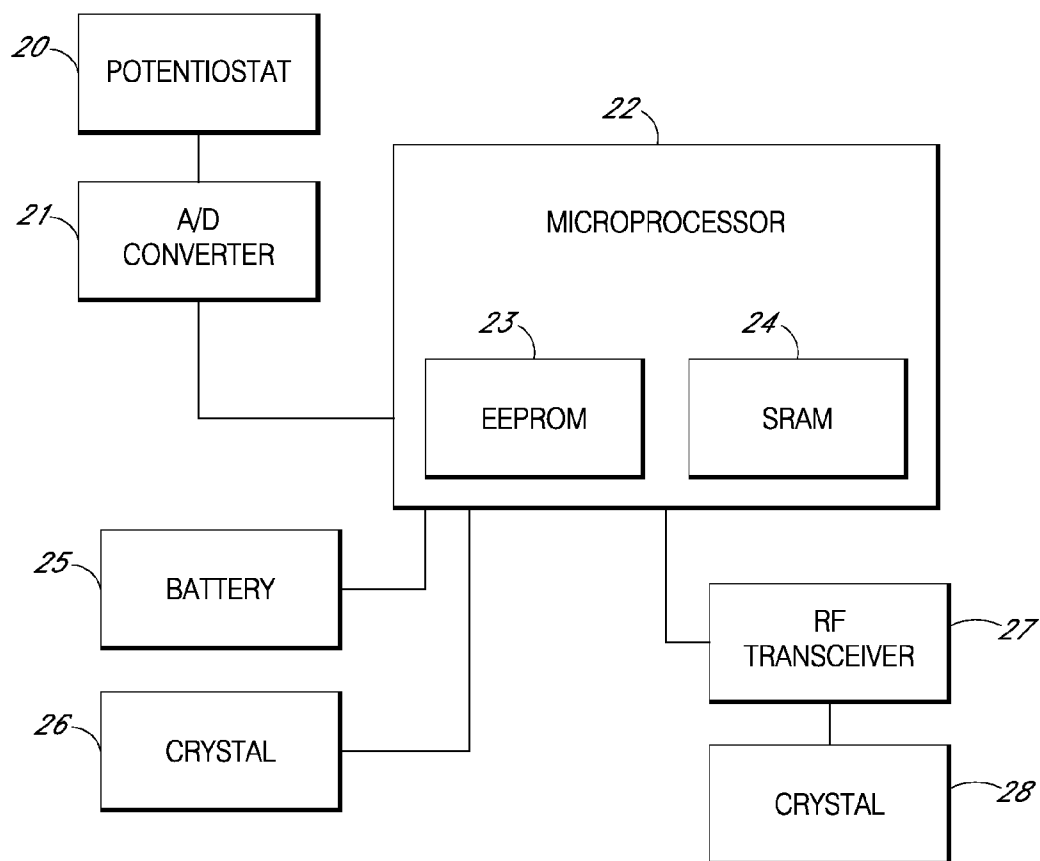 20
POTENTIOSTAT
22
21
A/D
CONVERTER
MICROPROCESSOR
23
24
EEPROM
SRAM
25
BATTERY
RF
TRANSCEIVER
27
26
CRYSTAL
CRYSTAL
28